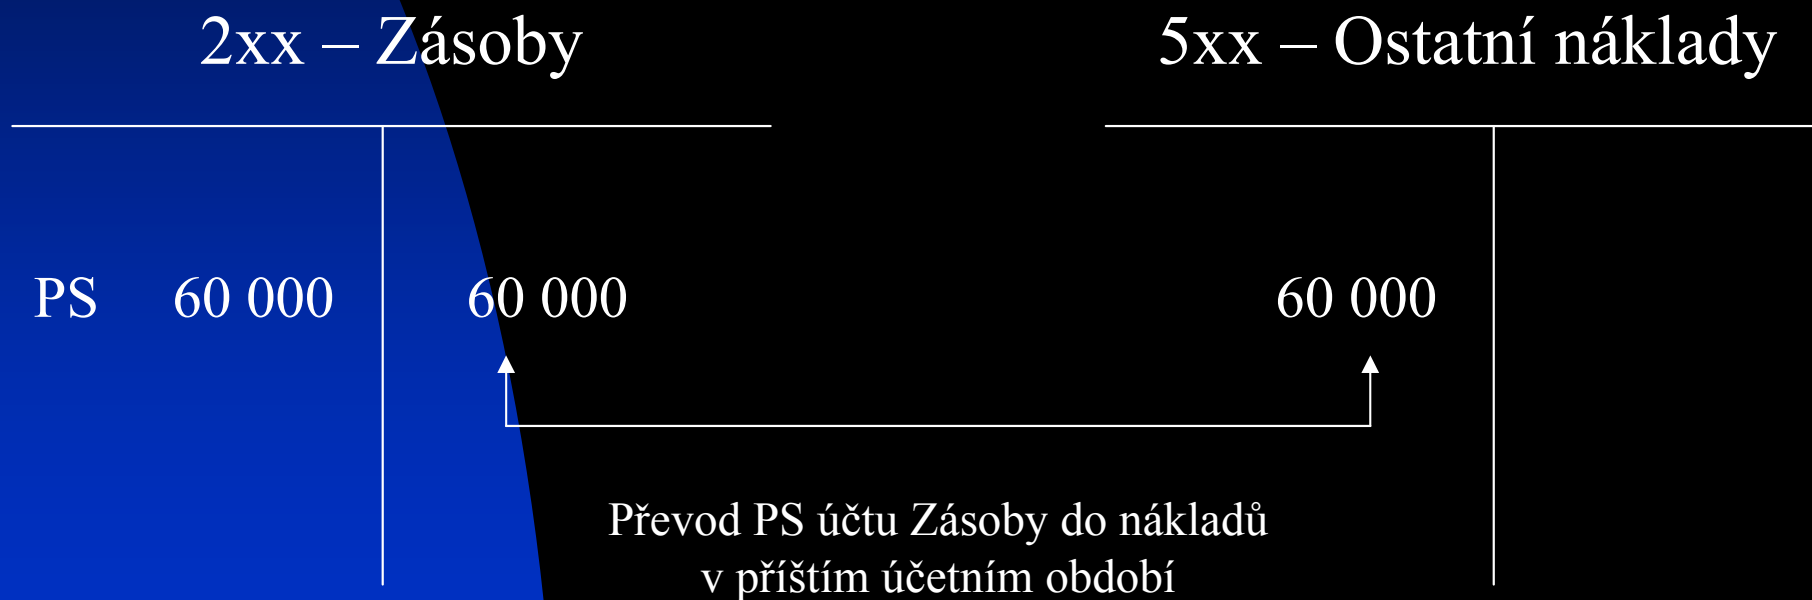 2xx – Zásoby
5xx – Ostatní náklady
PS 60 000 60 000 60 000
Převod PS účtu Zásoby do nákladů
v příštím účetním období